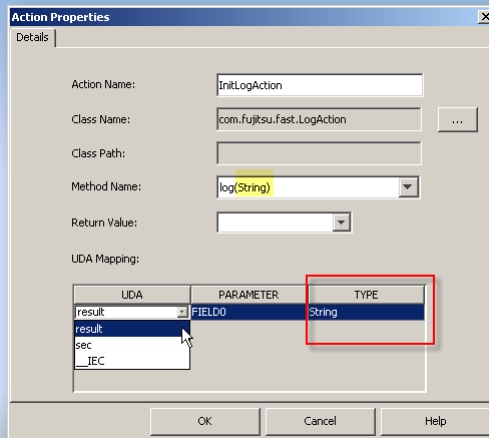 Action Properties
Details
Action Name: InitLogAction
Class Name: com.fujitsu.fast.LogAction ...
Class Path:
Method Name: log(String)
Return Value:
UDA Mapping:
UDA PARAMETER TYPE
result FIELD0 String
result
sec
__IEC
OK Cancel Help